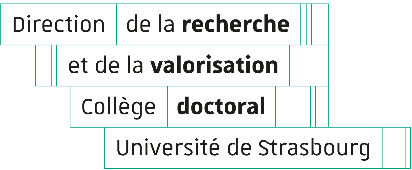 Direction de la recherche
et de la valorisation
Collège doctoral
Université de Strasbourg